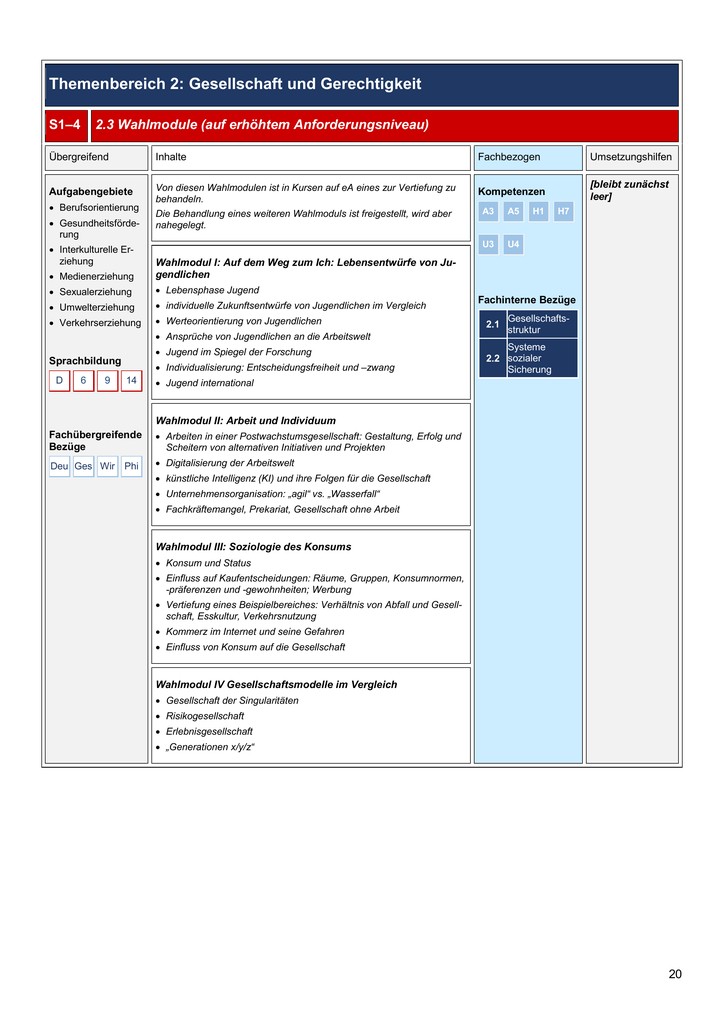 Themenbereich 2: Gesellschaft und Gerechtigkeit
S1–4
2.3 Wahlmodule (auf erhöhtem Anforderungsniveau)
Übergreifend
Inhalte
Fachbezogen
Umsetzungshilfen
Aufgabengebiete
• Berufsorientierung
• Gesundheitsförde-
rung
• Interkulturelle Er-
ziehung
• Medienerziehung
• Sexualerziehung
• Umwelterziehung
• Verkehrserziehung
Sprachbildung
D 6 9 14
Fachübergreifende
Bezüge
Deu Ges Wir Phi
Von diesen Wahlmodulen ist in Kursen auf eA eines zur Vertiefung zu
behandeln.
Die Behandlung eines weiteren Wahlmoduls ist freigestellt, wird aber
nahegelegt.
Wahlmodul I: Auf dem Weg zum Ich: Lebensentwürfe von Ju-
gendlichen
• Lebensphase Jugend
• individuelle Zukunftsentwürfe von Jugendlichen im Vergleich
• Werteorientierung von Jugendlichen
• Ansprüche von Jugendlichen an die Arbeitswelt
• Jugend im Spiegel der Forschung
• Individualisierung: Entscheidungsfreiheit und –zwang
• Jugend international
Wahlmodul II: Arbeit und Individuum
• Arbeiten in einer Postwachstumsgesellschaft: Gestaltung, Erfolg und
Scheitern von alternativen Initiativen und Projekten
• Digitalisierung der Arbeitswelt
• künstliche Intelligenz (KI) und ihre Folgen für die Gesellschaft
• Unternehmensorganisation: „agil“ vs. „Wasserfall“
• Fachkräftemangel, Prekariat, Gesellschaft ohne Arbeit
Wahlmodul III: Soziologie des Konsums
• Konsum und Status
• Einfluss auf Kaufentscheidungen: Räume, Gruppen, Konsumnormen,
-präferenzen und -gewohnheiten; Werbung
• Vertiefung eines Beispielbereiches: Verhältnis von Abfall und Gesell-
schaft, Esskultur, Verkehrsnutzung
• Kommerz im Internet und seine Gefahren
• Einfluss von Konsum auf die Gesellschaft
Wahlmodul IV Gesellschaftsmodelle im Vergleich
• Gesellschaft der Singularitäten
• Risikogesellschaft
• Erlebnisgesellschaft
• „Generationen x/y/z“
Kompetenzen
A3 A5 H1 H7
U3 U4
Fachinterne Bezüge
2.1 Gesellschafts-
struktur
2.2 Systeme
sozialer
Sicherung
[bleibt zunächst
leer]
20